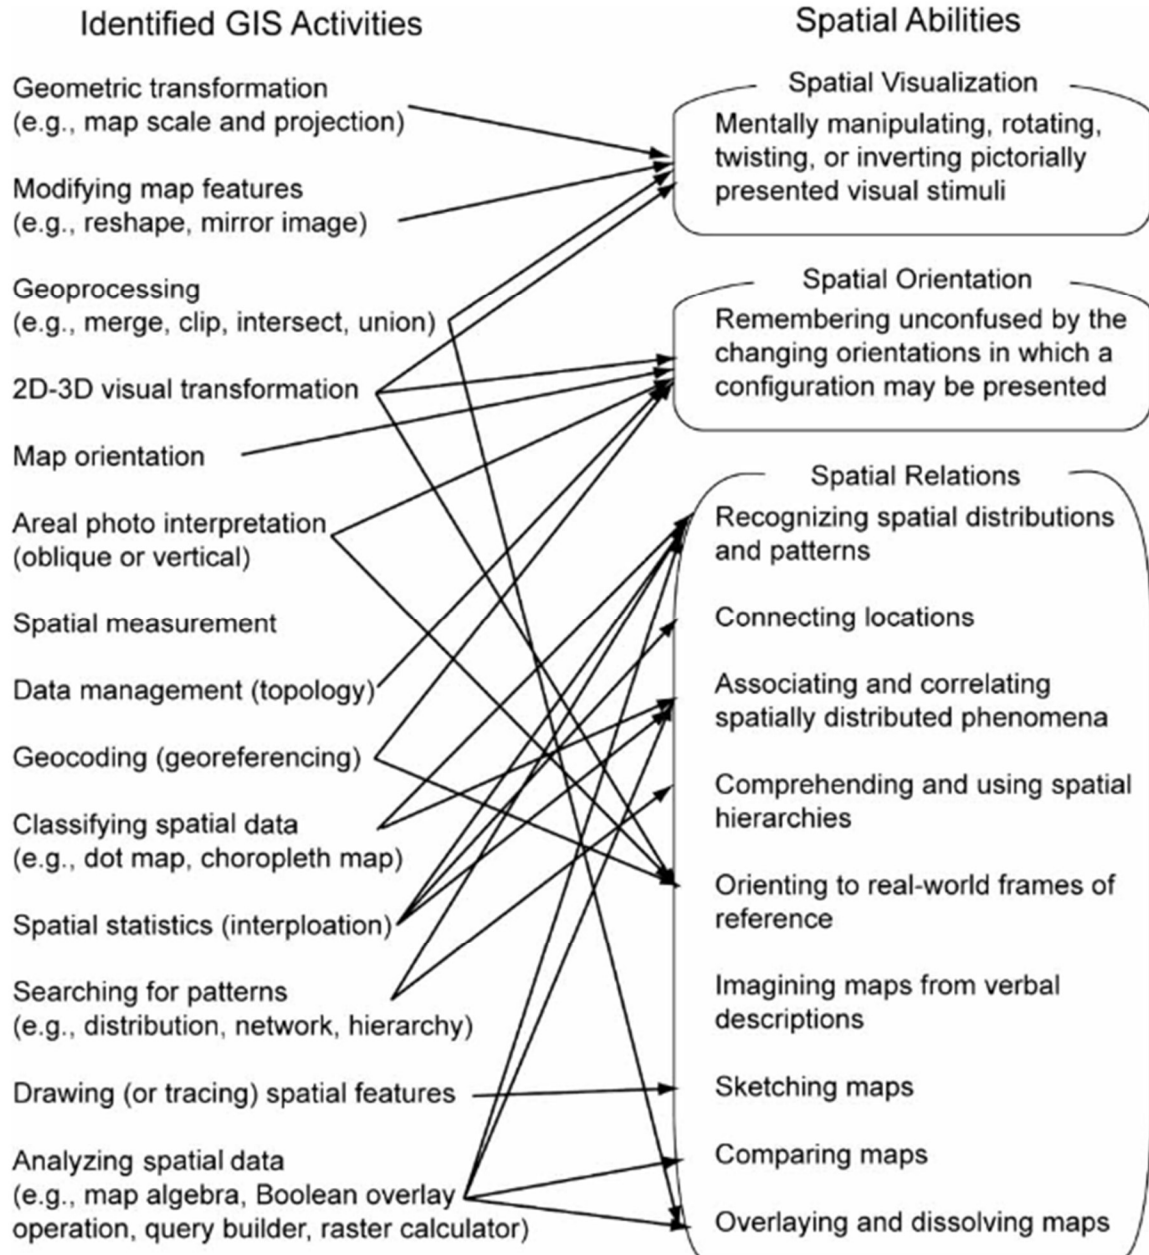 Identified GIS Activities
Geometric transformation
(e.g., map scale and projection)
Modifying map features
(e.g., reshape, mirror image)
Geoprocessing
(e.g., merge, clip, intersect, union)
2D-3D visual transformation
Map orientation
Areal photo interpretation
(oblique or vertical)
Spatial measurement
Data management (topology)
Geocoding (georeferencing)
Classifying spatial data
(e.g., dot map, choropleth map)
Spatial statistics (interploation)
Searching for patterns
(e.g., distribution, network, hierarchy)
Drawing (or tracing) spatial features
Analyzing spatial data
(e.g., map algebra, Boolean overlay
operation, query builder, raster calculator)
Spatial Abilities
Spatial Visualization
Mentally manipulating, rotating,
twisting, or inverting pictorially
presented visual stimuli
Spatial Orientation
Remembering unconfused by the
changing orientations in which a
configuration may be presented
Spatial Relations
Recognizing spatial distributions
and patterns
Connecting locations
Associating and correlating
spatially distributed phenomena
Comprehending and using spatial
hierarchies
Orienting to real-world frames of
reference
Imagining maps from verbal
descriptions
Sketching maps
Comparing maps
Overlaying and dissolving maps